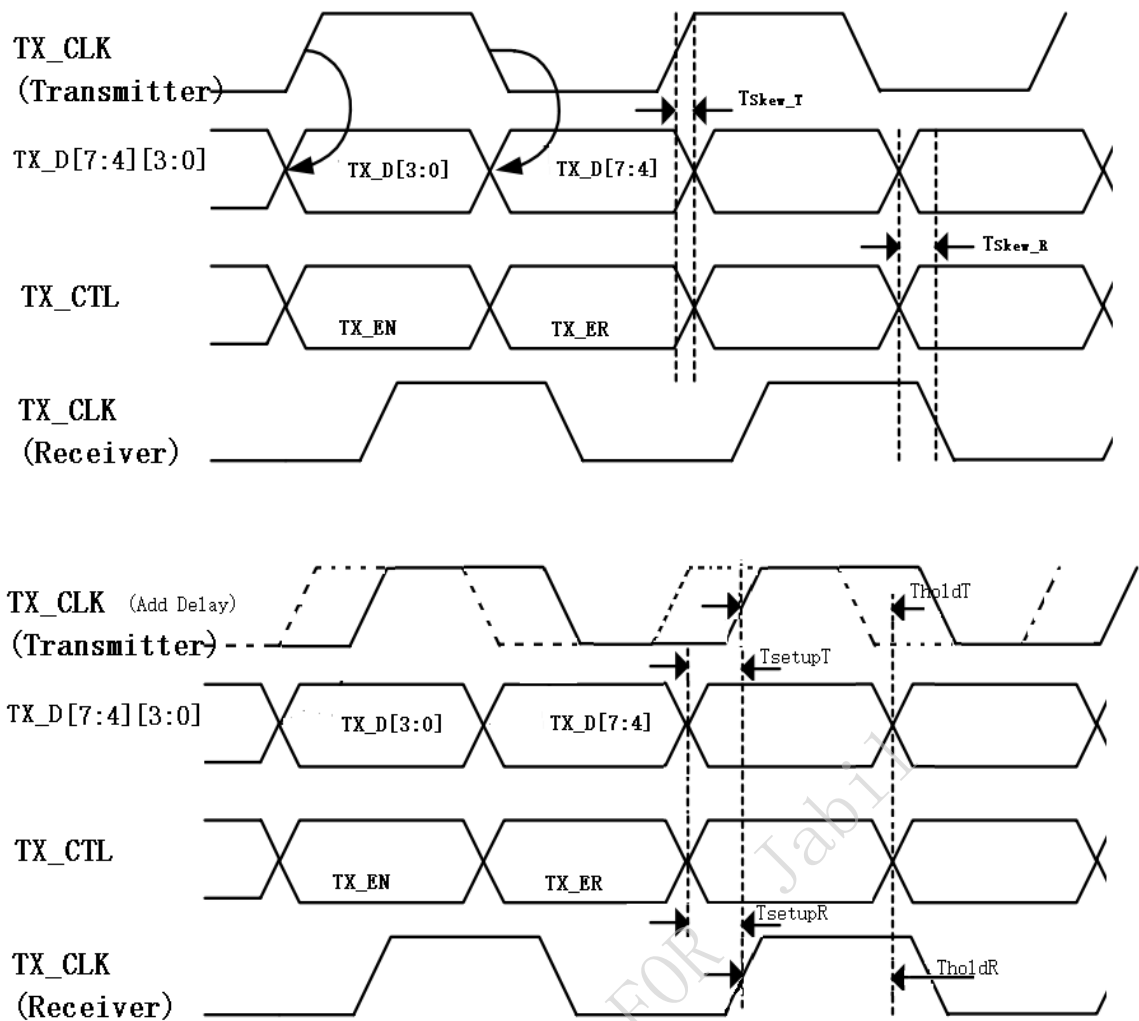 TX_CLK
(Transmitter)
Tskew_T
TX_D[7:4][3:0]
TX_D[3:0]
TX_D[7:4]
Tskew_R
TX_CTL
TX_EN
TX_ER
TX_CLK
(Receiver)
TX_CLK (Add Delay)
(Transmitter)
TholdT
TsetupT
TX_D[7:4][3:0]
TX_D[3:0]
TX_D[7:4]
TX_CTL
TX_EN
TX_ER
TsetupR
TX_CLK
(Receiver)
TholdR
FOR Jabil